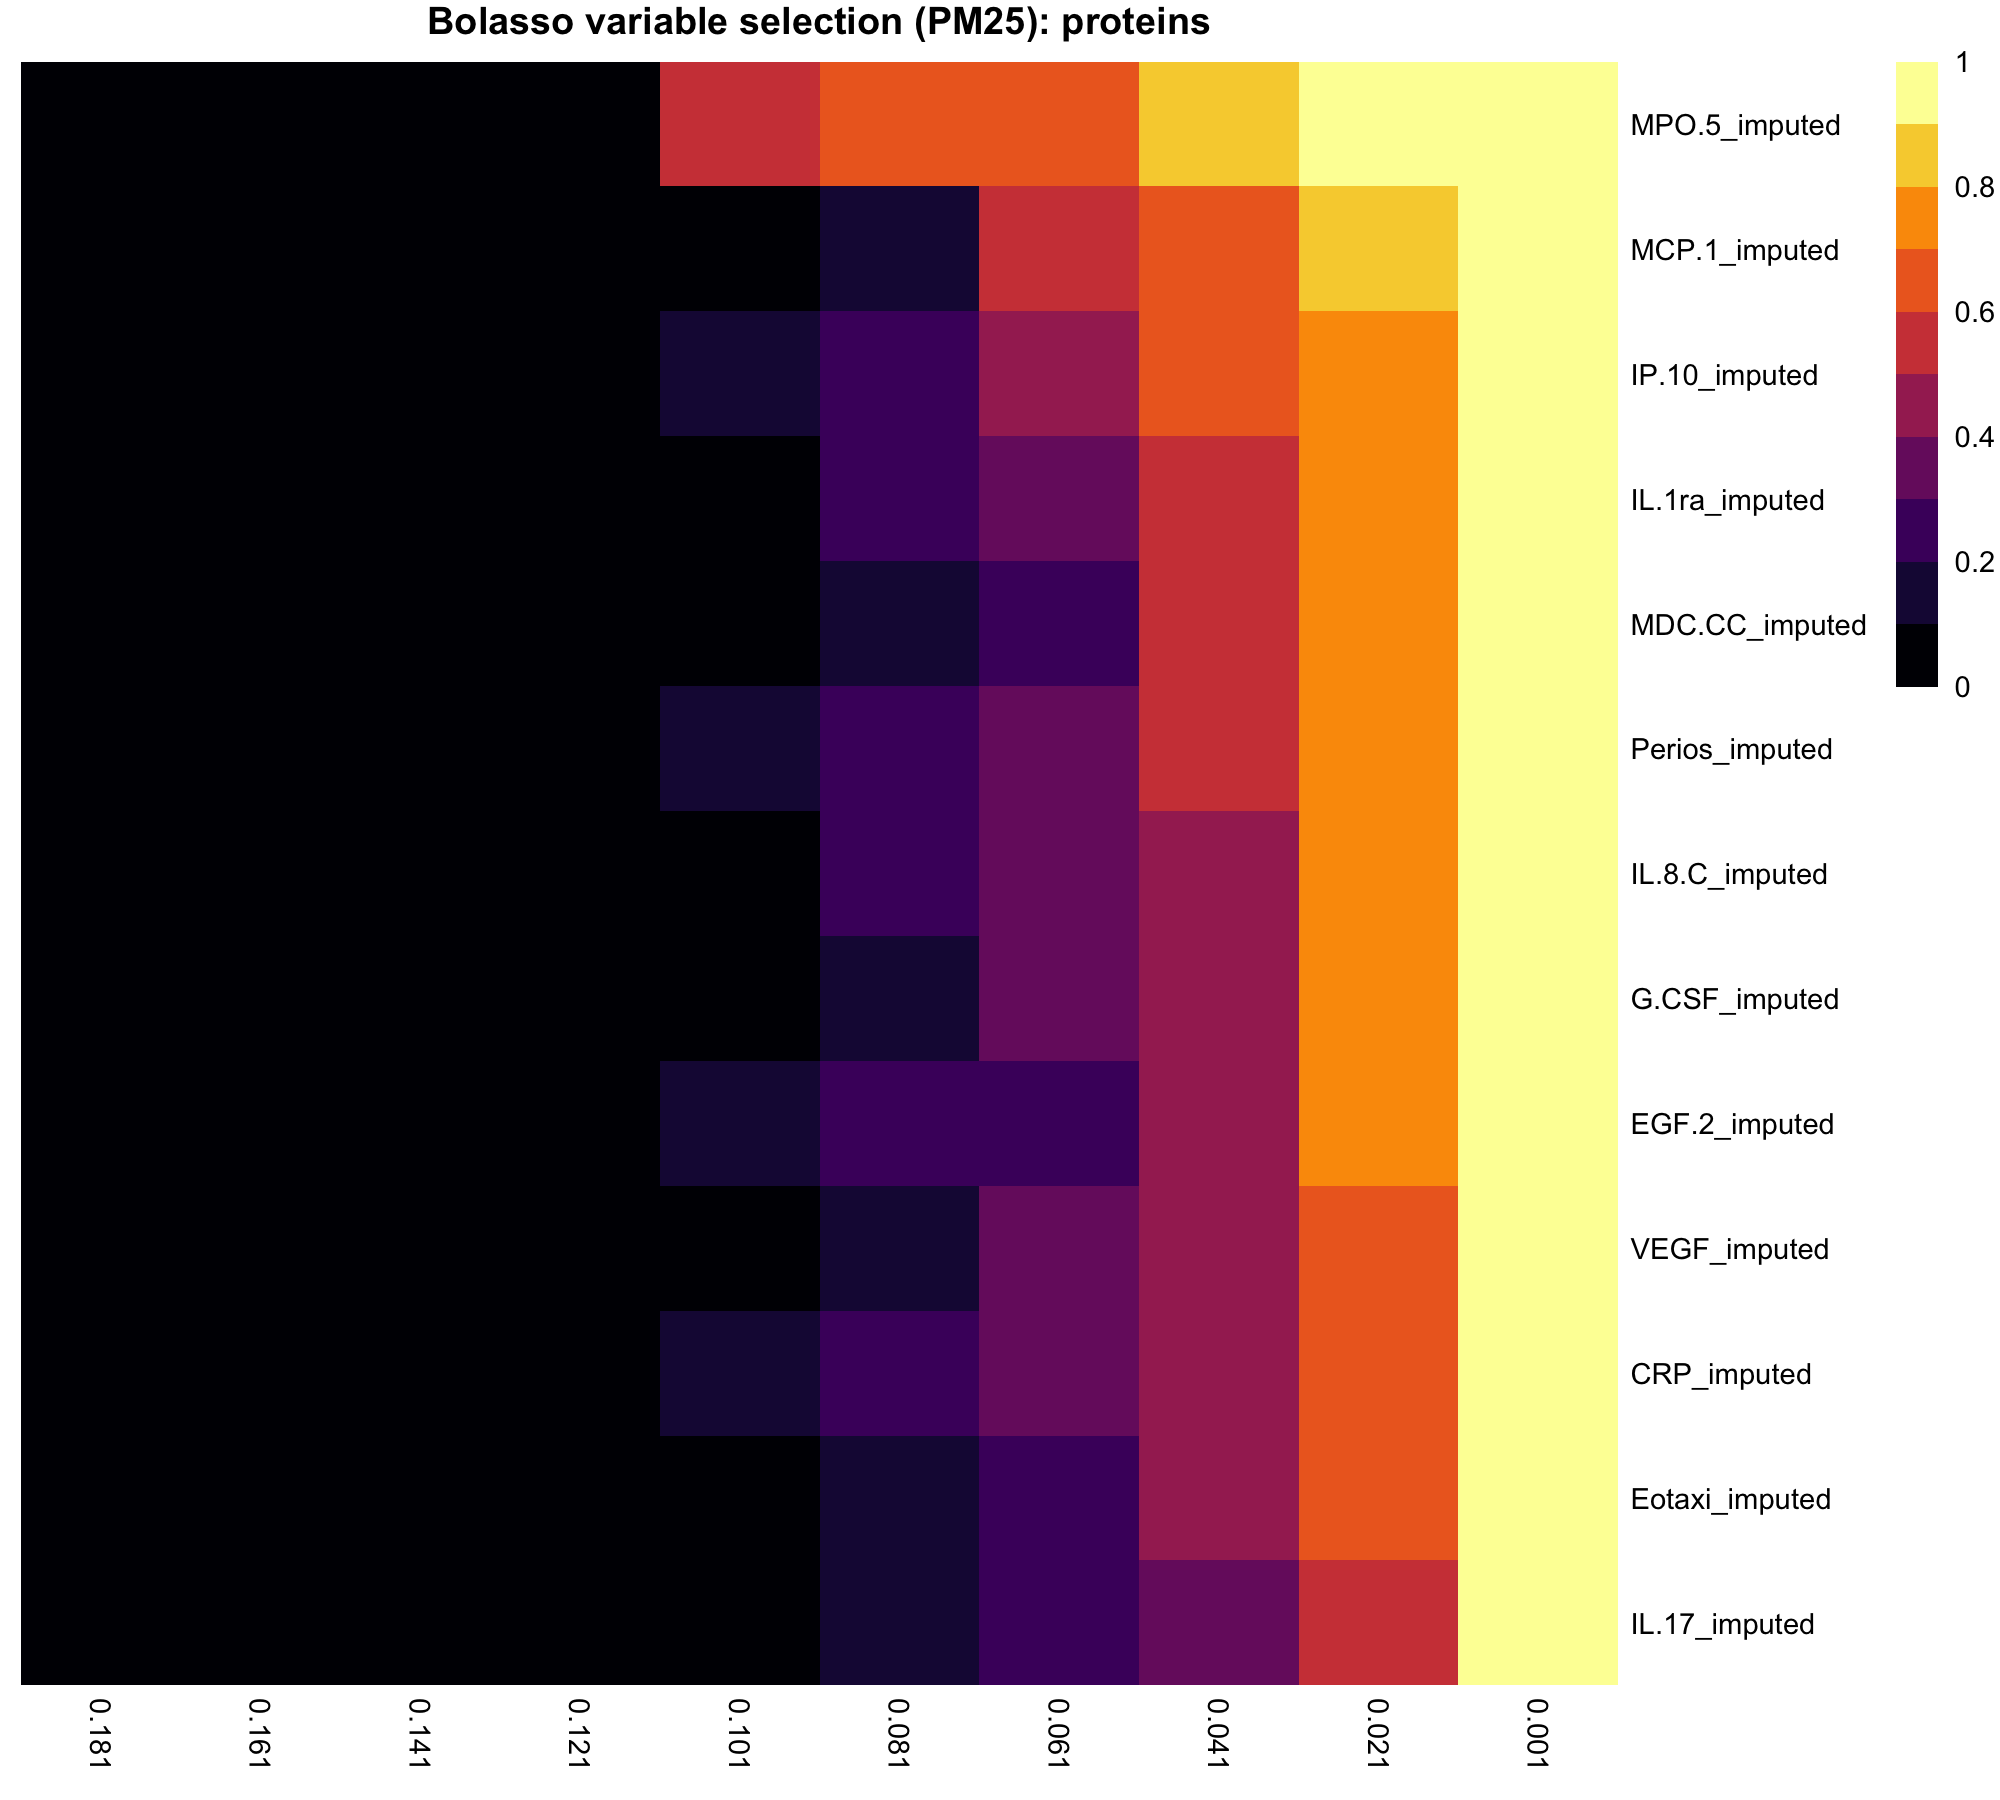 Bolasso variable selection (PM25): proteins
MPO.5_imputed
MCP.1_imputed
IP.10_imputed
IL.1ra_imputed
MDC.CC_imputed
Perios_imputed
IL.8.C_imputed
G.CSF_imputed
EGF.2_imputed
VEGF_imputed
CRP_imputed
Eotaxi_imputed
IL.17_imputed
1
0.8
0.6
0.4
0.2
0
0.181
0.161
0.141
0.121
0.101
0.081
0.061
0.041
0.021
0.001